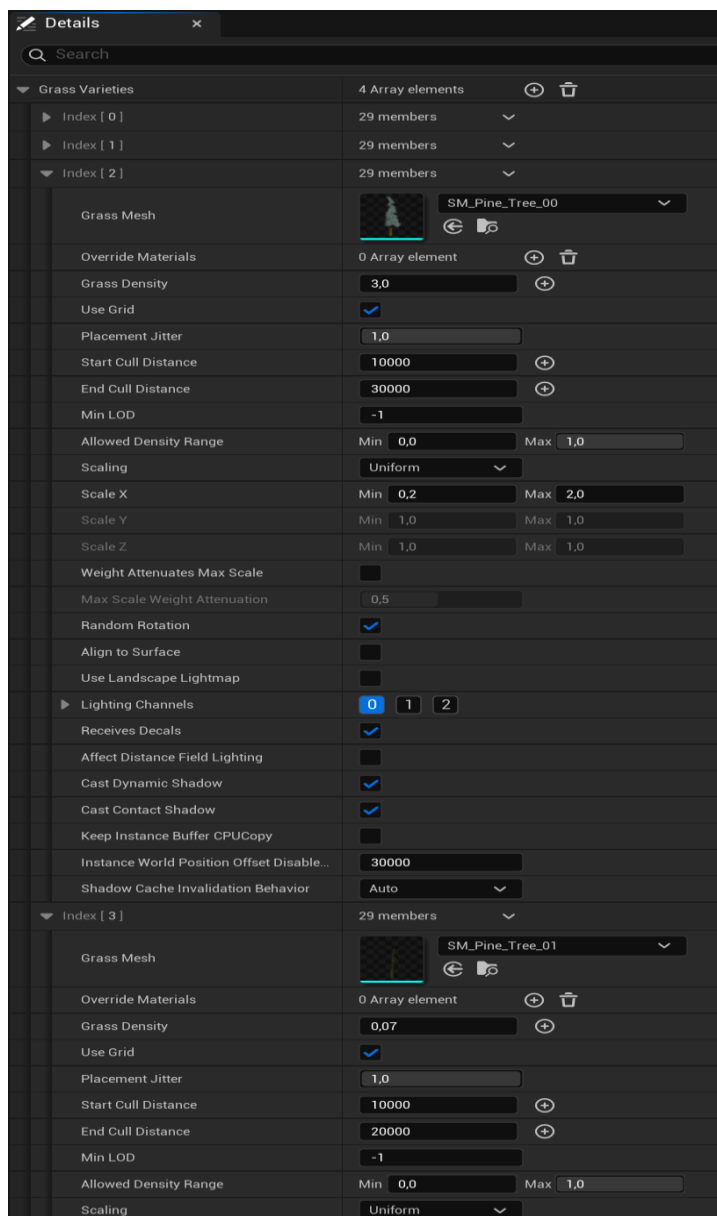 Details
Search
Grass Varieties 4 Array elements
Index [ 0 ] 29 members
Index [ 1 ] 29 members
Index [ 2 ] 29 members
Grass Mesh SM_Pine_Tree_00
Override Materials 0 Array element
Grass Density 3,0
Use Grid
Placement Jitter 1,0
Start Cull Distance 10000
End Cull Distance 30000
Min LOD -1
Allowed Density Range Min 0,0 Max 1,0
Scaling Uniform
Scale X Min 0,2 Max 2,0
Scale Y Min 1,0 Max 1,0
Scale Z Min 1,0 Max 1,0
Weight Attenuates Max Scale
Max Scale Weight Attenuation 0,5
Random Rotation
Align to Surface
Use Landscape Lightmap
Lighting Channels 0 1 2
Receives Decals
Affect Distance Field Lighting
Cast Dynamic Shadow
Cast Contact Shadow
Keep Instance Buffer CPUCopy
Instance World Position Offset Disable... 30000
Shadow Cache Invalidation Behavior Auto
Index [ 3 ] 29 members
Grass Mesh SM_Pine_Tree_01
Override Materials 0 Array element
Grass Density 0,07
Use Grid
Placement Jitter 1,0
Start Cull Distance 10000
End Cull Distance 20000
Min LOD -1
Allowed Density Range Min 0,0 Max 1,0
Scaling Uniform